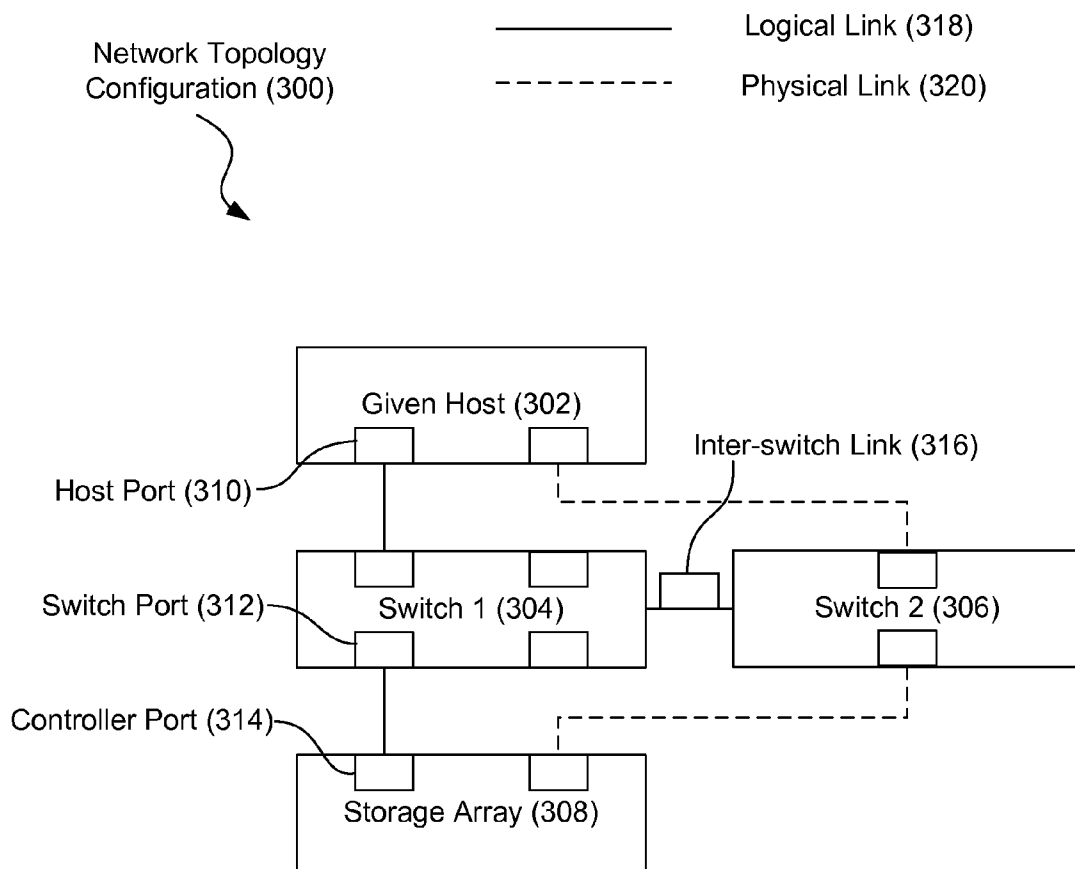 Network Topology
Configuration (300)
Logical Link (318)
Physical Link (320)
Given Host (302)
Inter-switch Link (316)
Host Port (310)
Switch Port (312)
Switch 1 (304)
Switch 2 (306)
Controller Port (314)
Storage Array (308)